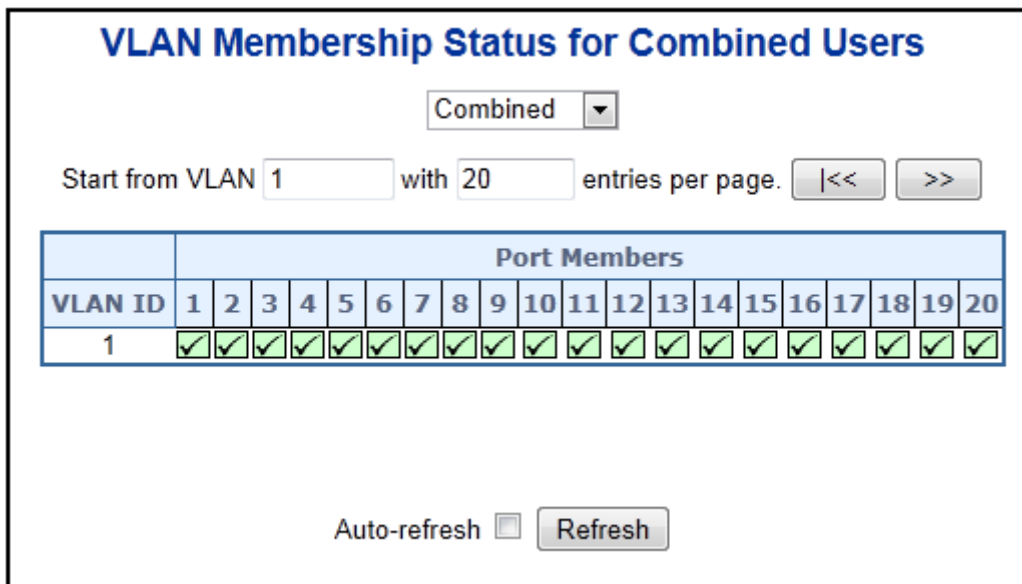 VLAN Membership Status for Combined Users
Combined
Start from VLAN 1 with 20 entries per page. |<< >>
Port Members
VLAN ID 1 2 3 4 5 6 7 8 9 10 11 12 13 14 15 16 17 18 19 20
1
Auto-refresh Refresh